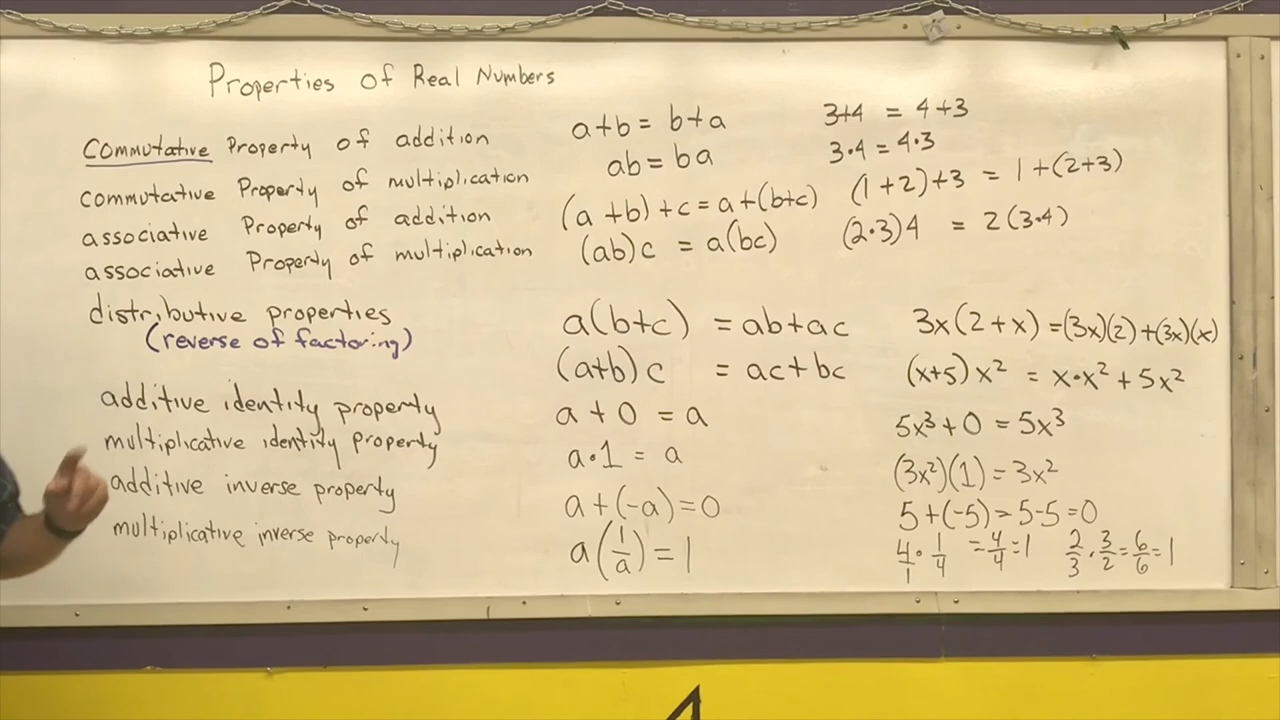 Properties of Real Numbers
Commutative Property of addition a+b = b+a 3+4 = 4+3
commutative Property of multiplication ab = ba 3•4 = 4•3
associative Property of addition (a+b)+c = a+(b+c) (1+2)+3 = 1+(2+3)
associative Property of multiplication (ab)c = a(bc) (2•3)4 = 2(3•4)
distributive properties a(b+c) = ab+ac 3x(2+x) = (3x)(2)+(3x)(x)
(reverse of factoring)
(a+b)c = ac+bc (x+5)x² = x•x²+5x²
additive identity property a+0 = a 5x³+0 = 5x³
multiplicative identity property a•1 = a (3x²)(1) = 3x²
additive inverse property a+(-a) = 0 5+(-5) = 5-5 = 0
multiplicative inverse property a(1/a) = 1 4/1 • 1/4 = 4/4 = 1 2/3 • 3/2 = 6/6 = 1